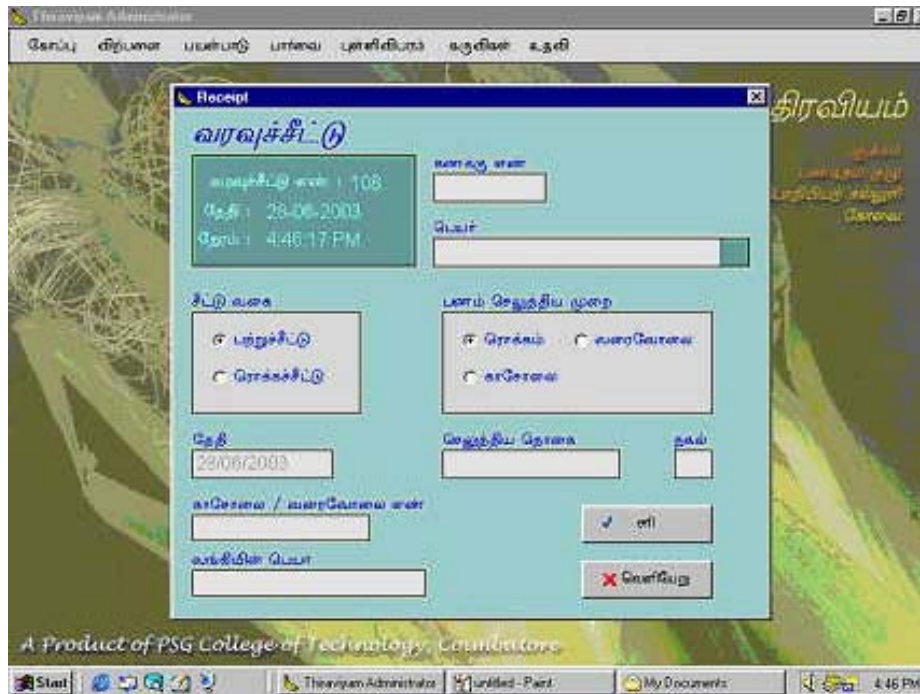 Thiraviyam Administrator
கோப்பு விற்பனை பயன்பாடு பார்வை புள்ளிவிபரம் கருவிகள் உதவி
Receipt
திரவியம்
வரவுச்சீட்டு
வரவுச்சீட்டு எண் : 108
தேதி : 28-06-2003
நேரம் : 4:46:17 PM
கணக்கு எண்
பெயர்
கோவை
சீட்டு வகை
பற்றுச்சீட்டு
ரொக்கச்சீட்டு
பணம் செலுத்திய முறை
ரொக்கம் வரைவோலை
காசோலை
தேதி
28/06/2003
செலுத்திய தொகை
நகல்
காசோலை / வரைவோலை எண்
வங்கியின் பெயர்
சரி
வெளியேறு
A Product of PSG College of Technology, Coimbatore
Start Thiraviyam Administrator untitled - Paint My Documents 4:46 PM